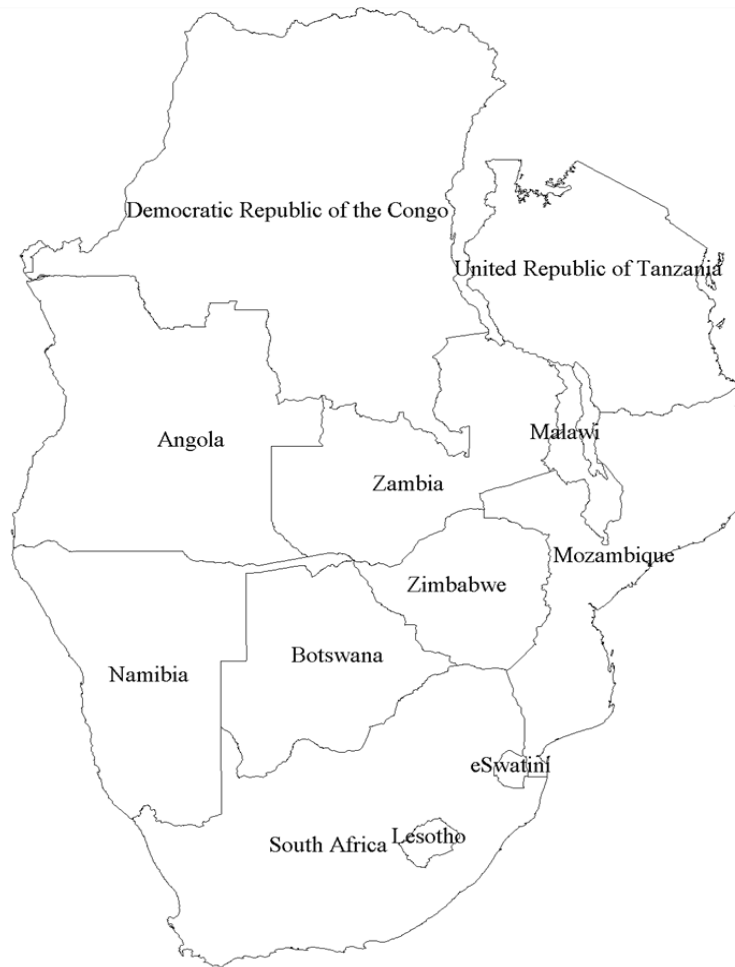 Democratic Republic of the Congo
United Republic of Tanzania
Angola
Malawi
Zambia
Mozambique
Zimbabwe
Botswana
Namibia
eSwatini
Lesotho
South Africa